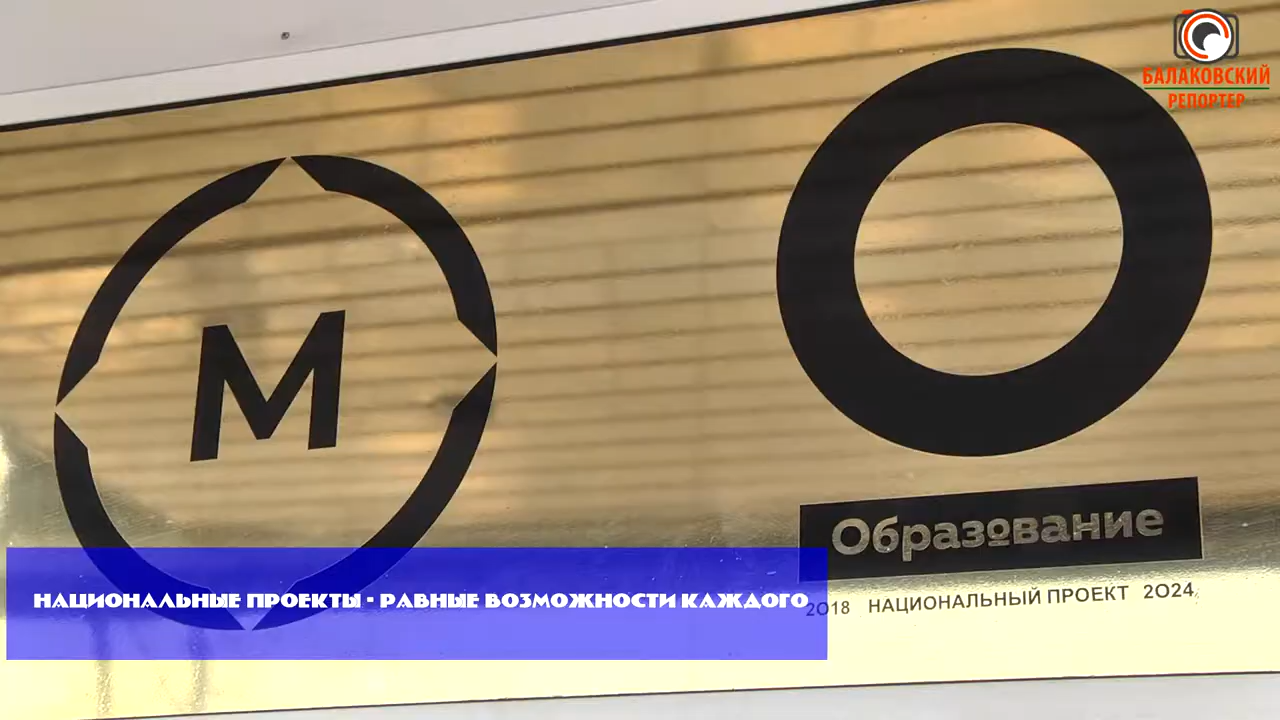 БАЛАКОВСКИЙ
РЕПОРТЕР
М
Образование
2018 НАЦИОНАЛЬНЫЙ ПРОЕКТ 2024
НАЦИОНАЛЬНЫЕ ПРОЕКТЫ - РАВНЫЕ ВОЗМОЖНОСТИ КАЖДОГО